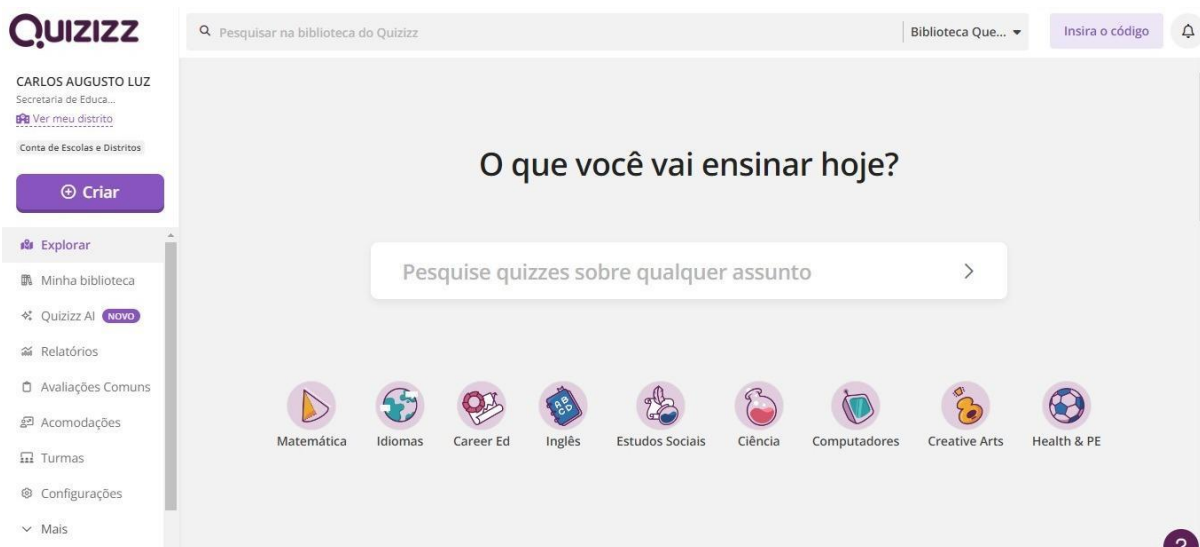 QUIZIZZ
Pesquisar na biblioteca do Quizizz
Biblioteca Que...
Insira o código
CARLOS AUGUSTO LUZ
Secretaria de Educa...
Ver meu distrito
Conta de Escolas e Distritos
Criar
Explorar
Minha biblioteca
Quizizz AI NOVO
Relatórios
Avaliações Comuns
Acomodações
Turmas
Configurações
Mais
O que você vai ensinar hoje?
Pesquise quizzes sobre qualquer assunto
Matemática
Idiomas
Career Ed
Inglês
Estudos Sociais
Ciência
Computadores
Creative Arts
Health & PE
?